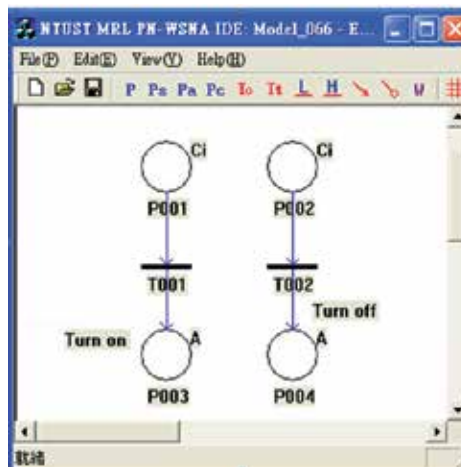 NTUST MRL PN-WSNA IDE: Model_066 - E...
File(F) Edit(E) View(V) Help(H)
P Ps Pa Pc To Tt L H W
Ci Ci
P001 P002
T001 T002
Turn off
Turn on A A
P003 P004
就緒